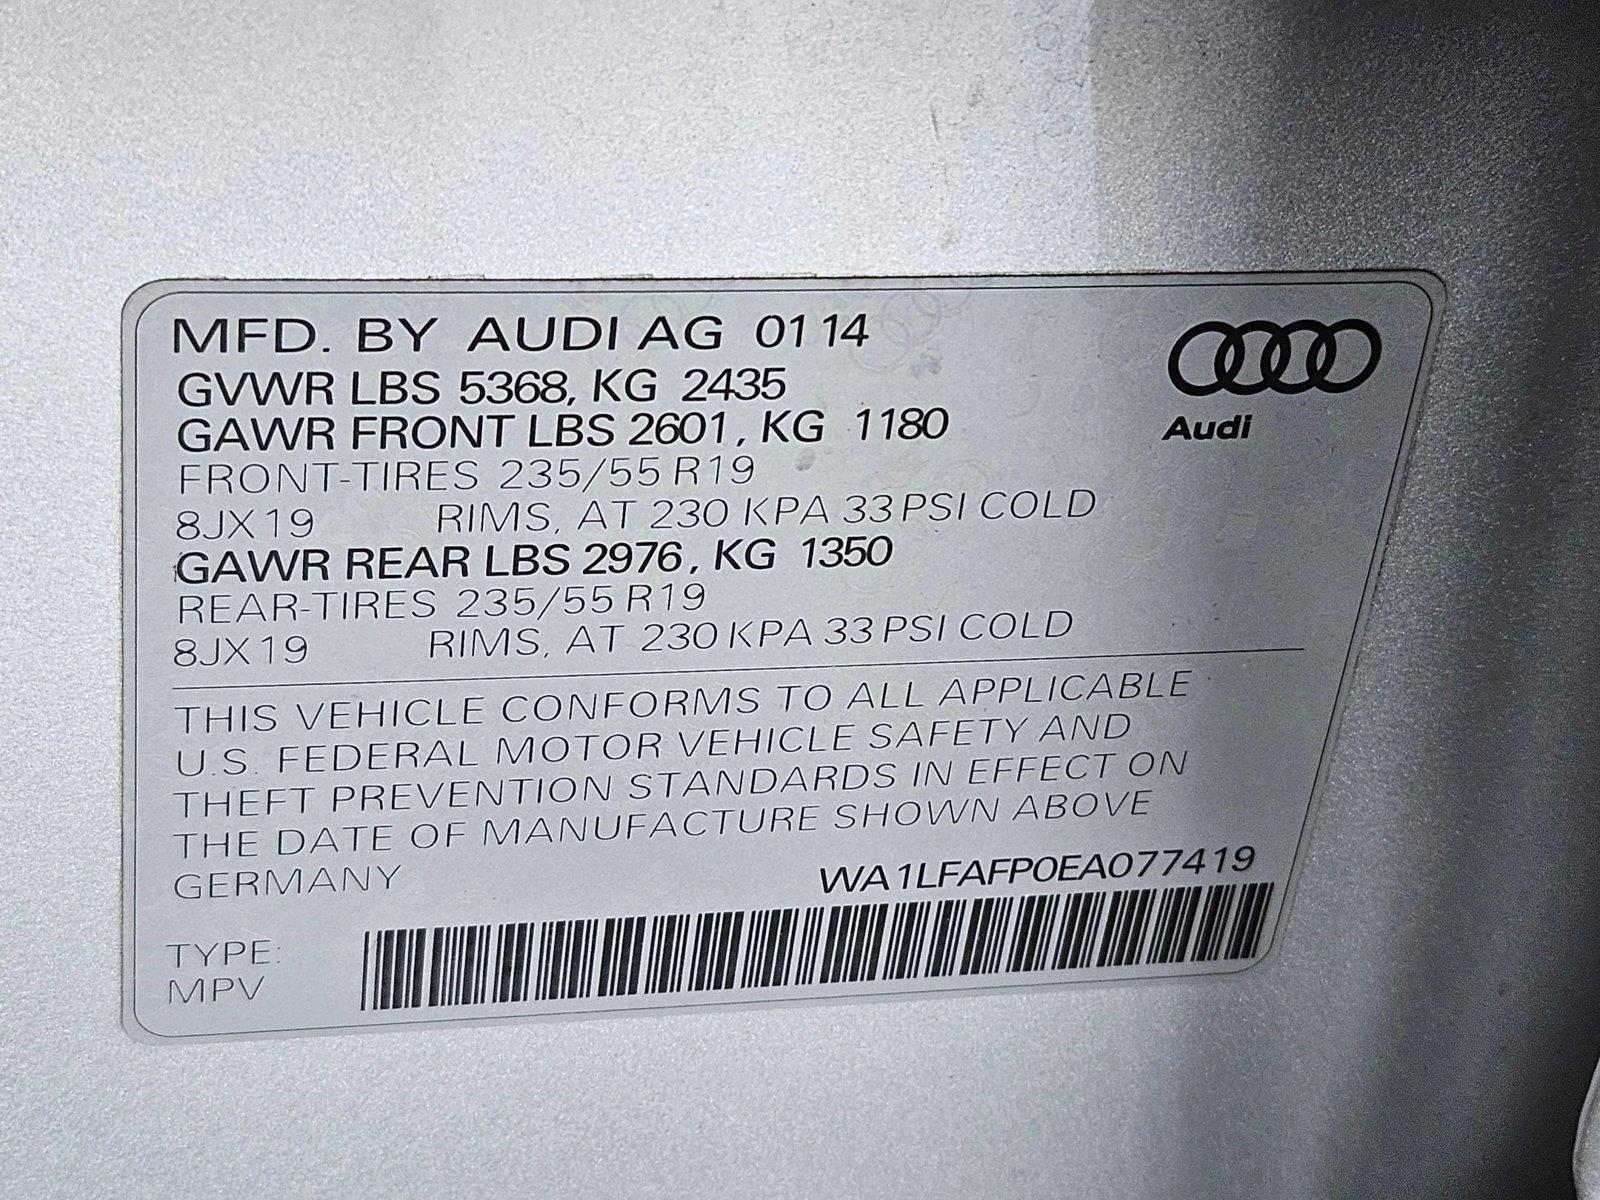 MFD. BY AUDI AG 01 14
GVWR LBS 5368, KG 2435
GAWR FRONT LBS 2601, KG 1180
FRONT-TIRES 235/55 R19
8JX19 RIMS, AT 230 KPA 33 PSI COLD
GAWR REAR LBS 2976, KG 1350
REAR-TIRES 235/55 R19
8JX19 RIMS, AT 230 KPA 33 PSI COLD
Audi
THIS VEHICLE CONFORMS TO ALL APPLICABLE
U.S. FEDERAL MOTOR VEHICLE SAFETY AND
THEFT PREVENTION STANDARDS IN EFFECT ON
THE DATE OF MANUFACTURE SHOWN ABOVE
GERMANY
WA1LFAFP0EA077419
TYPE:
MPV